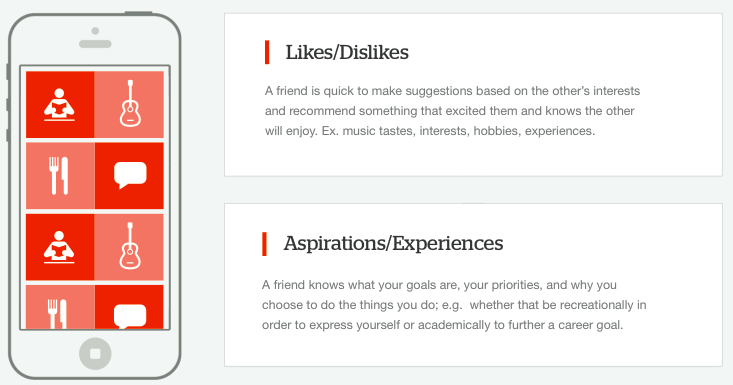 Likes/Dislikes
A friend is quick to make suggestions based on the other's interests
and recommend something that excited them and knows the other
will enjoy. Ex. music tastes, interests, hobbies, experiences.
Aspirations/Experiences
A friend knows what your goals are, your priorities, and why you
choose to do the things you do; e.g.  whether that be recreationally in
order to express yourself or academically to further a career goal.